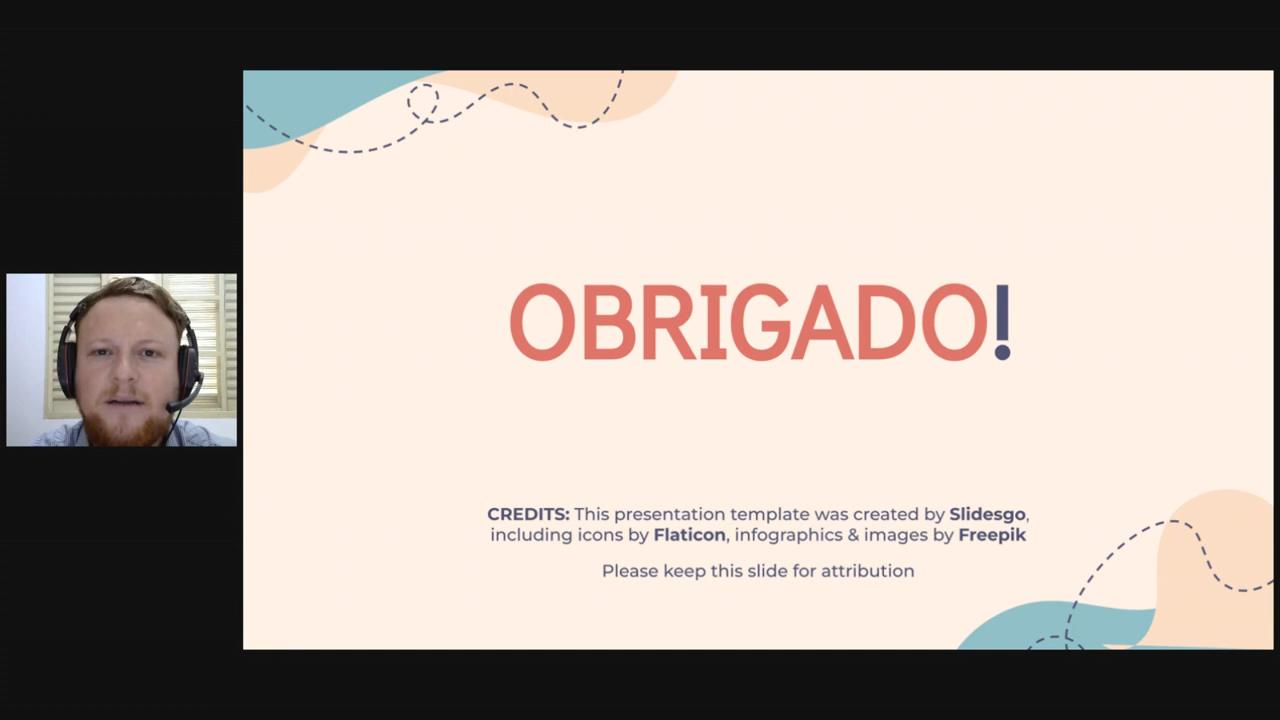 OBRIGADO!
CREDITS: This presentation template was created by Slidesgo,
including icons by Flaticon, infographics & images by Freepik
Please keep this slide for attribution